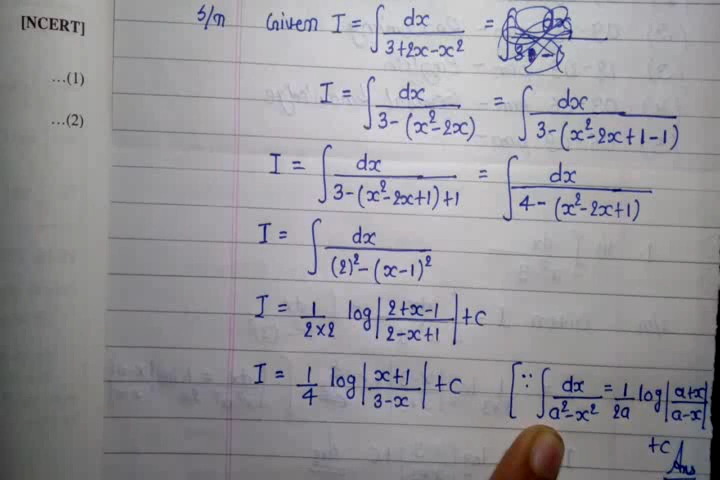 [NCERT]
...(1)
...(2)
S/n Given I = ∫ dx/(3+2x-x²) =
I = ∫ dx/(3-(x²-2x)) = ∫ dx/(3-(x²-2x+1-1))
I = ∫ dx/(3-(x²-2x+1)+1) = ∫ dx/(4-(x²-2x+1))
I = ∫ dx/((2)²-(x-1)²)
I = 1/(2×2) log|(2+x-1)/(2-x+1)| +C
I = 1/4 log|(x+1)/(3-x)| +C [∵ ∫ dx/(a²-x²) = 1/2a log|(a+x)/(a-x)|
+C Ans